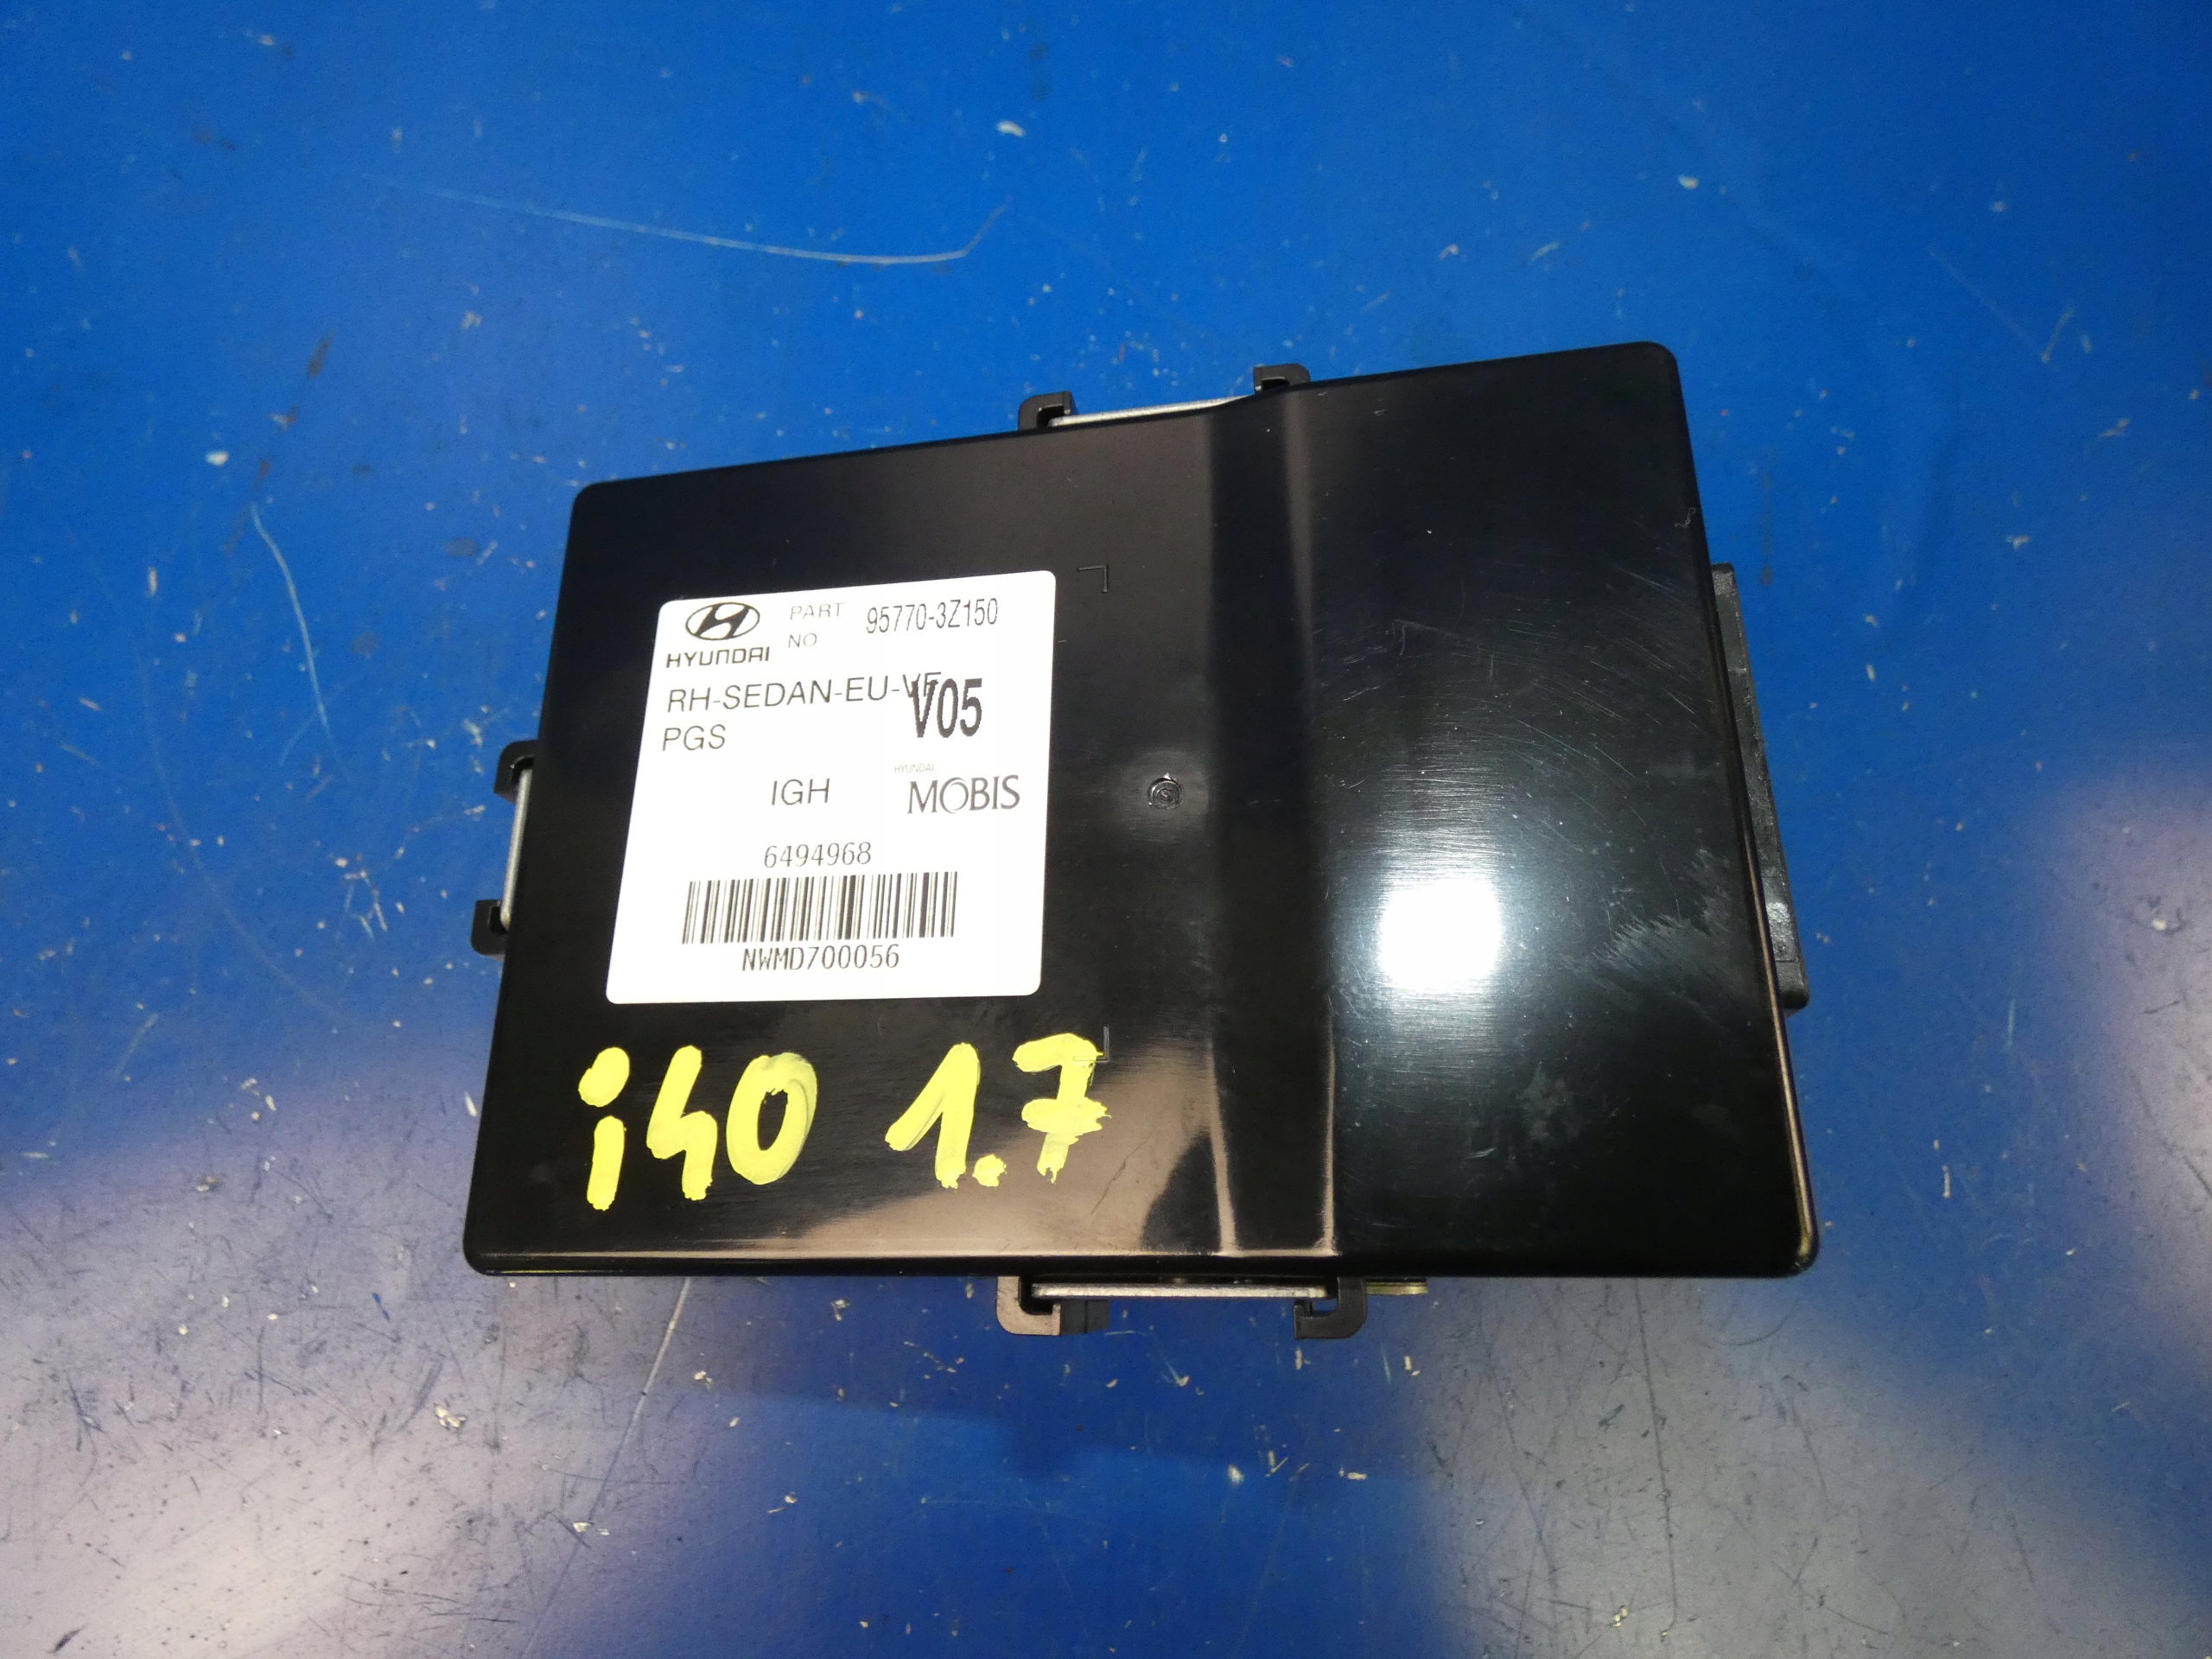 HYUNDAI
PART NO 95770-3Z150
RH-SEDAN-EU-VF V05
PGS
IGH HYUNDAI MOBIS
6494968
NWMD700056
i40 1.7